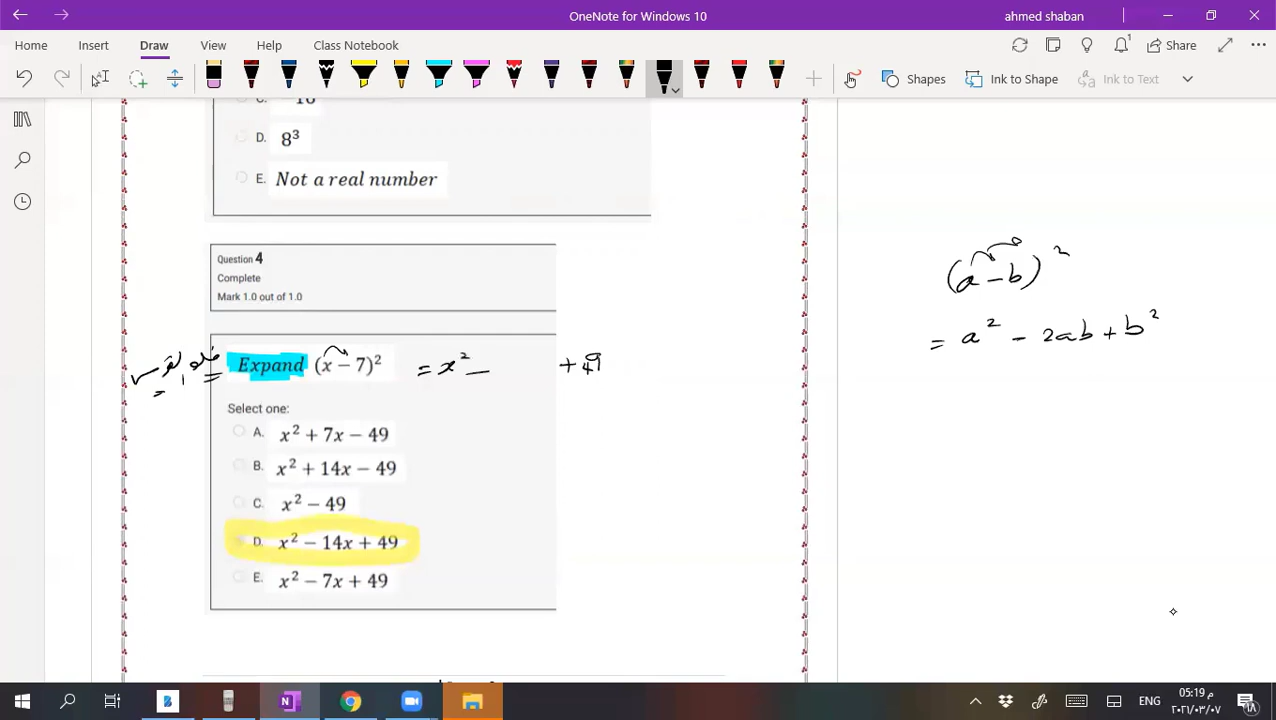 OneNote for Windows 10
ahmed shaban
Home Insert Draw View Help Class Notebook
Share
Shapes Ink to Shape Ink to Text
D. 8³
E. Not a real number
(a - b)²
= a² - 2ab + b²
Question 4
Complete
Mark 1.0 out of 1.0
Expand (x − 7)² = x² — + 49
Select one:
A. x² + 7x − 49
B. x² + 14x − 49
C. x² − 49
D. x² − 14x + 49
E. x² − 7x + 49
ENG
05:19 م
٢٠٢١/٠٣/٠٧